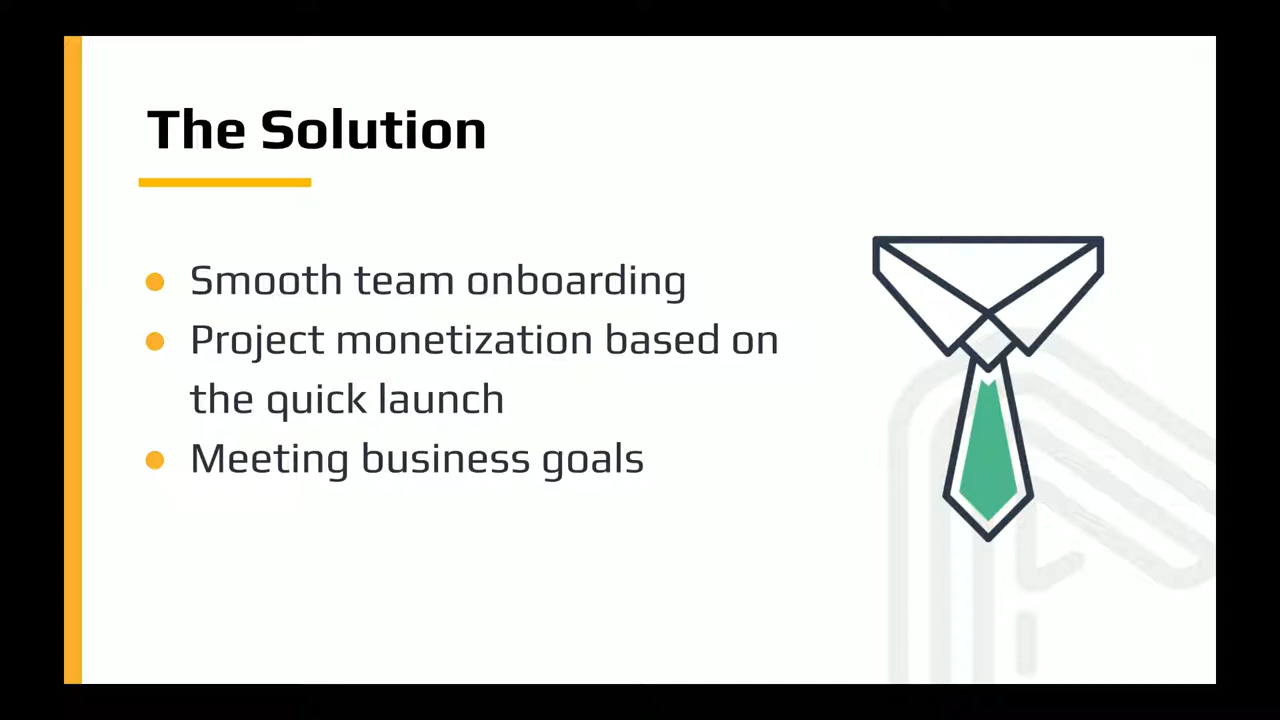 The Solution
Smooth team onboarding
Project monetization based on
the quick launch
Meeting business goals